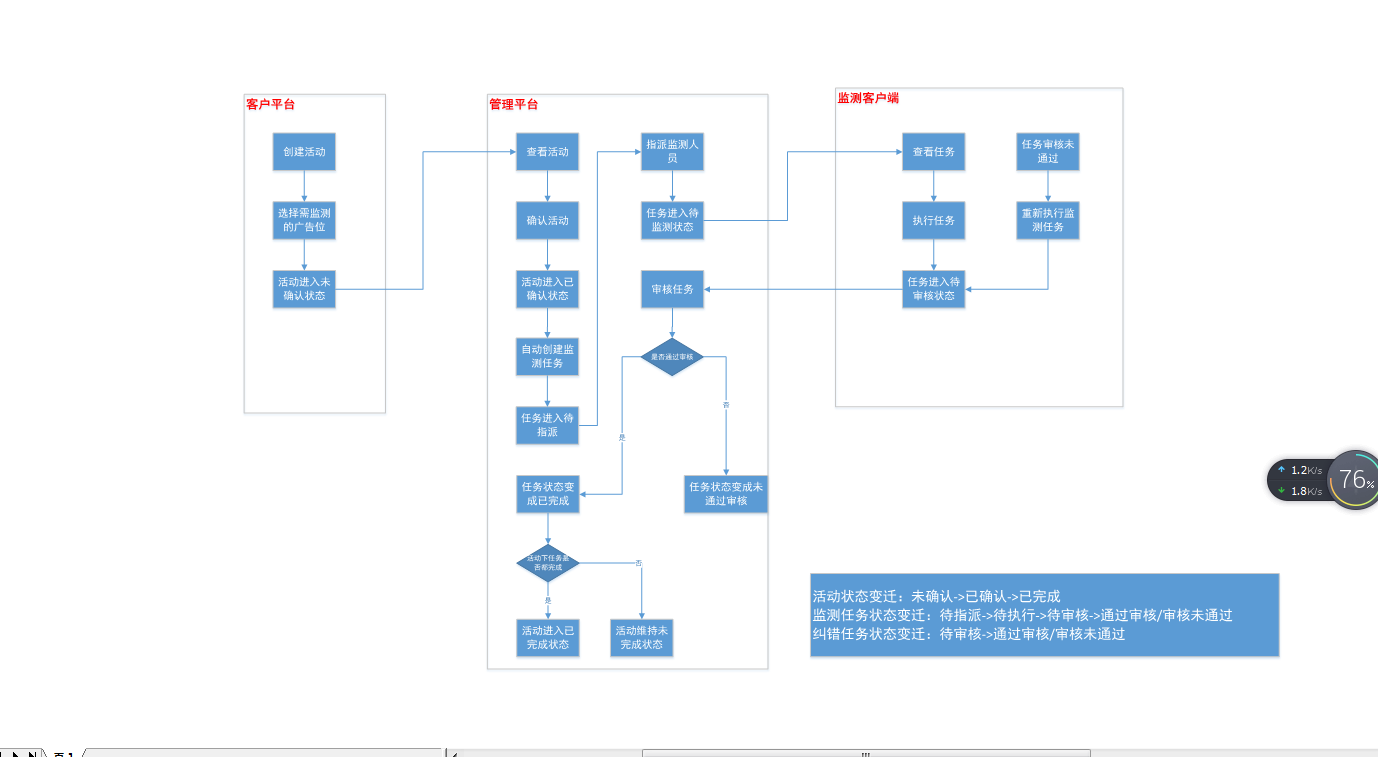 客户平台
创建活动
选择需监测
的广告位
活动进入未
确认状态
管理平台
查看活动
确认活动
活动进入已
确认状态
自动创建监
测任务
任务进入待
指派
指派监测人
员
任务进入待
监测状态
审核任务
是否通过审核
是
否
任务状态变
成已完成
任务状态变成未
通过审核
活动下任务是
否都完成
否
是
活动进入已
完成状态
活动维持未
完成状态
监测客户端
查看任务
执行任务
任务进入待
审核状态
任务审核未
通过
重新执行监
测任务
活动状态变迁：未确认->已确认->已完成
监测任务状态变迁：待指派->待执行->待审核->通过审核/审核未通过
纠错任务状态变迁：待审核->通过审核/审核未通过
1.2K/s
1.8K/s
76%